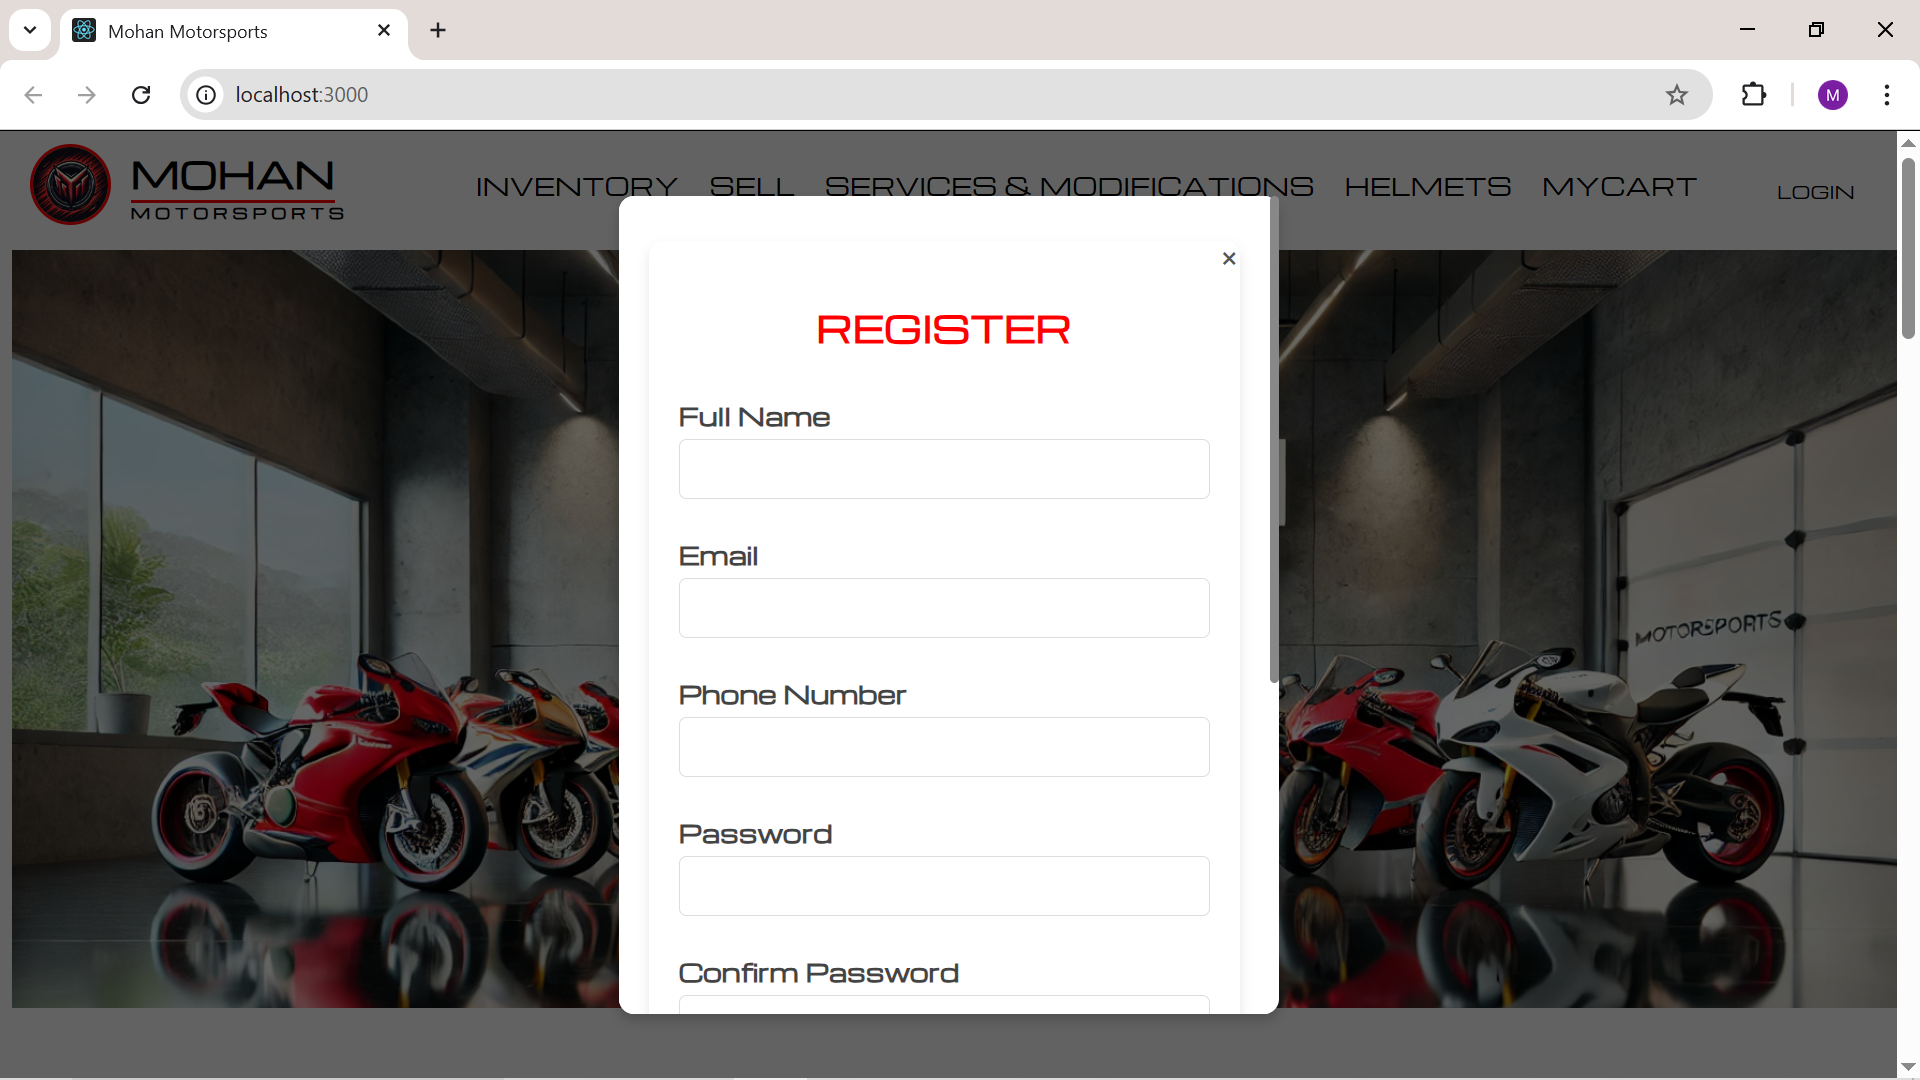 Mohan Motorsports
localhost:3000
M
MOHAN
MOTORSPORTS
INVENTORY SELL SERVICES & MODIFICATIONS HELMETS MYCART LOGIN
REGISTER
Full Name
Email
Phone Number
Password
Confirm Password
MOTORSPORTS